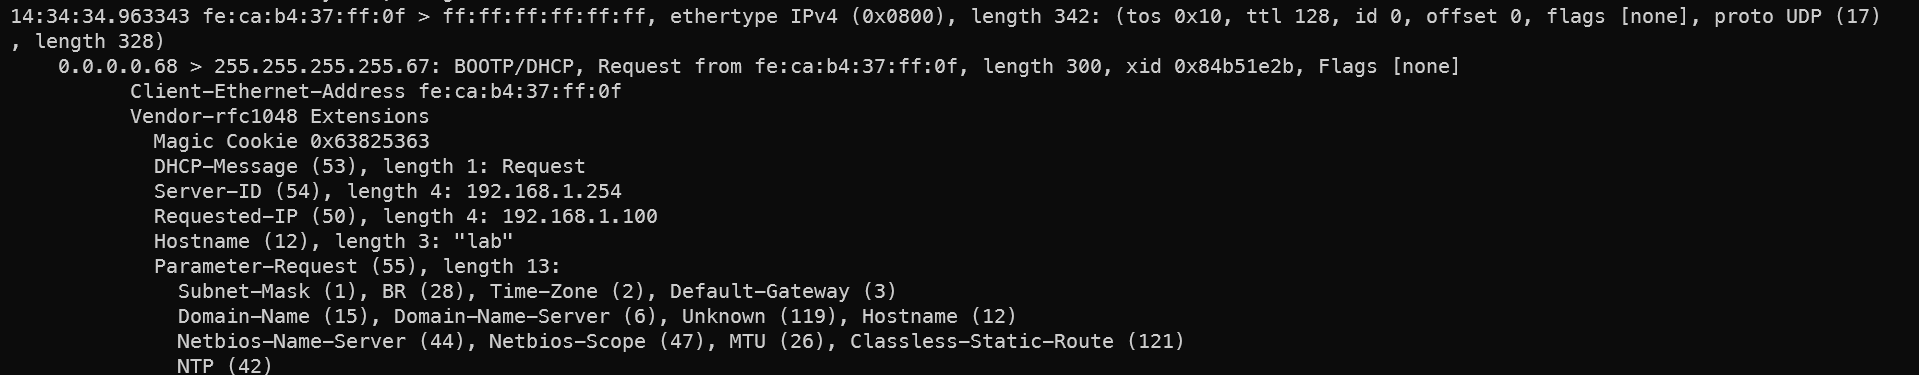 14:34:34.963343 fe:ca:b4:37:ff:0f > ff:ff:ff:ff:ff:ff, ethertype IPv4 (0x0800), length 342: (tos 0x10, ttl 128, id 0, offset 0, flags [none], proto UDP (17)
, length 328)
0.0.0.0.68 > 255.255.255.255.67: BOOTP/DHCP, Request from fe:ca:b4:37:ff:0f, length 300, xid 0x84b51e2b, Flags [none]
Client-Ethernet-Address fe:ca:b4:37:ff:0f
Vendor-rfc1048 Extensions
Magic Cookie 0x63825363
DHCP-Message (53), length 1: Request
Server-ID (54), length 4: 192.168.1.254
Requested-IP (50), length 4: 192.168.1.100
Hostname (12), length 3: "lab"
Parameter-Request (55), length 13:
Subnet-Mask (1), BR (28), Time-Zone (2), Default-Gateway (3)
Domain-Name (15), Domain-Name-Server (6), Unknown (119), Hostname (12)
Netbios-Name-Server (44), Netbios-Scope (47), MTU (26), Classless-Static-Route (121)
NTP (42)